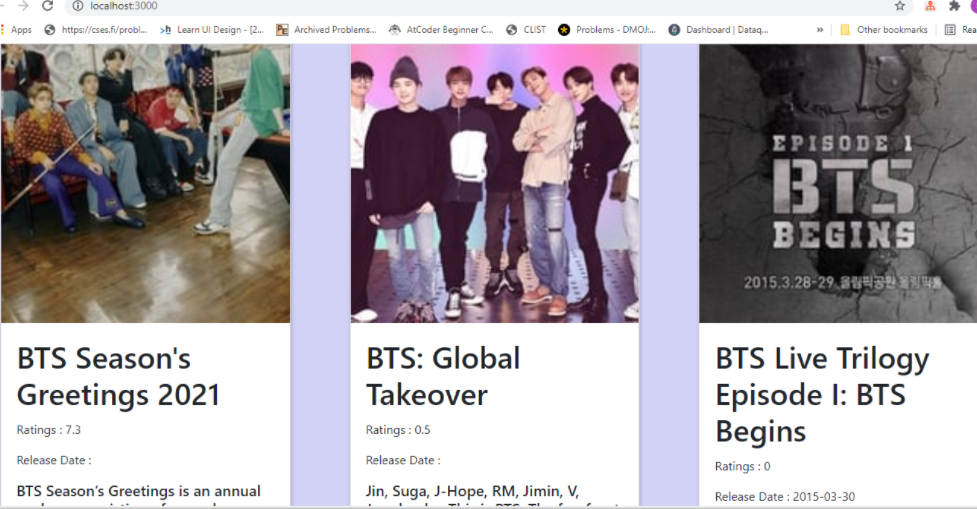 localhost:3000
Apps https://cses.fi/probl... Learn UI Design - [2... Archived Problems... AtCoder Beginner C... CLIST Problems - DMOJ:... Dashboard | Dataq... » Other bookmarks Rea
EPISODE 1
BTS
BEGINS
2015.3.28-29 올림픽공원 올림픽홀
BTS Season's
Greetings 2021
Ratings : 7.3
Release Date :
BTS Season's Greetings is an annual
BTS: Global
Takeover
Ratings : 0.5
Release Date :
Jin, Suga, J-Hope, RM, Jimin, V,
BTS Live Trilogy
Episode I: BTS
Begins
Ratings : 0
Release Date : 2015-03-30